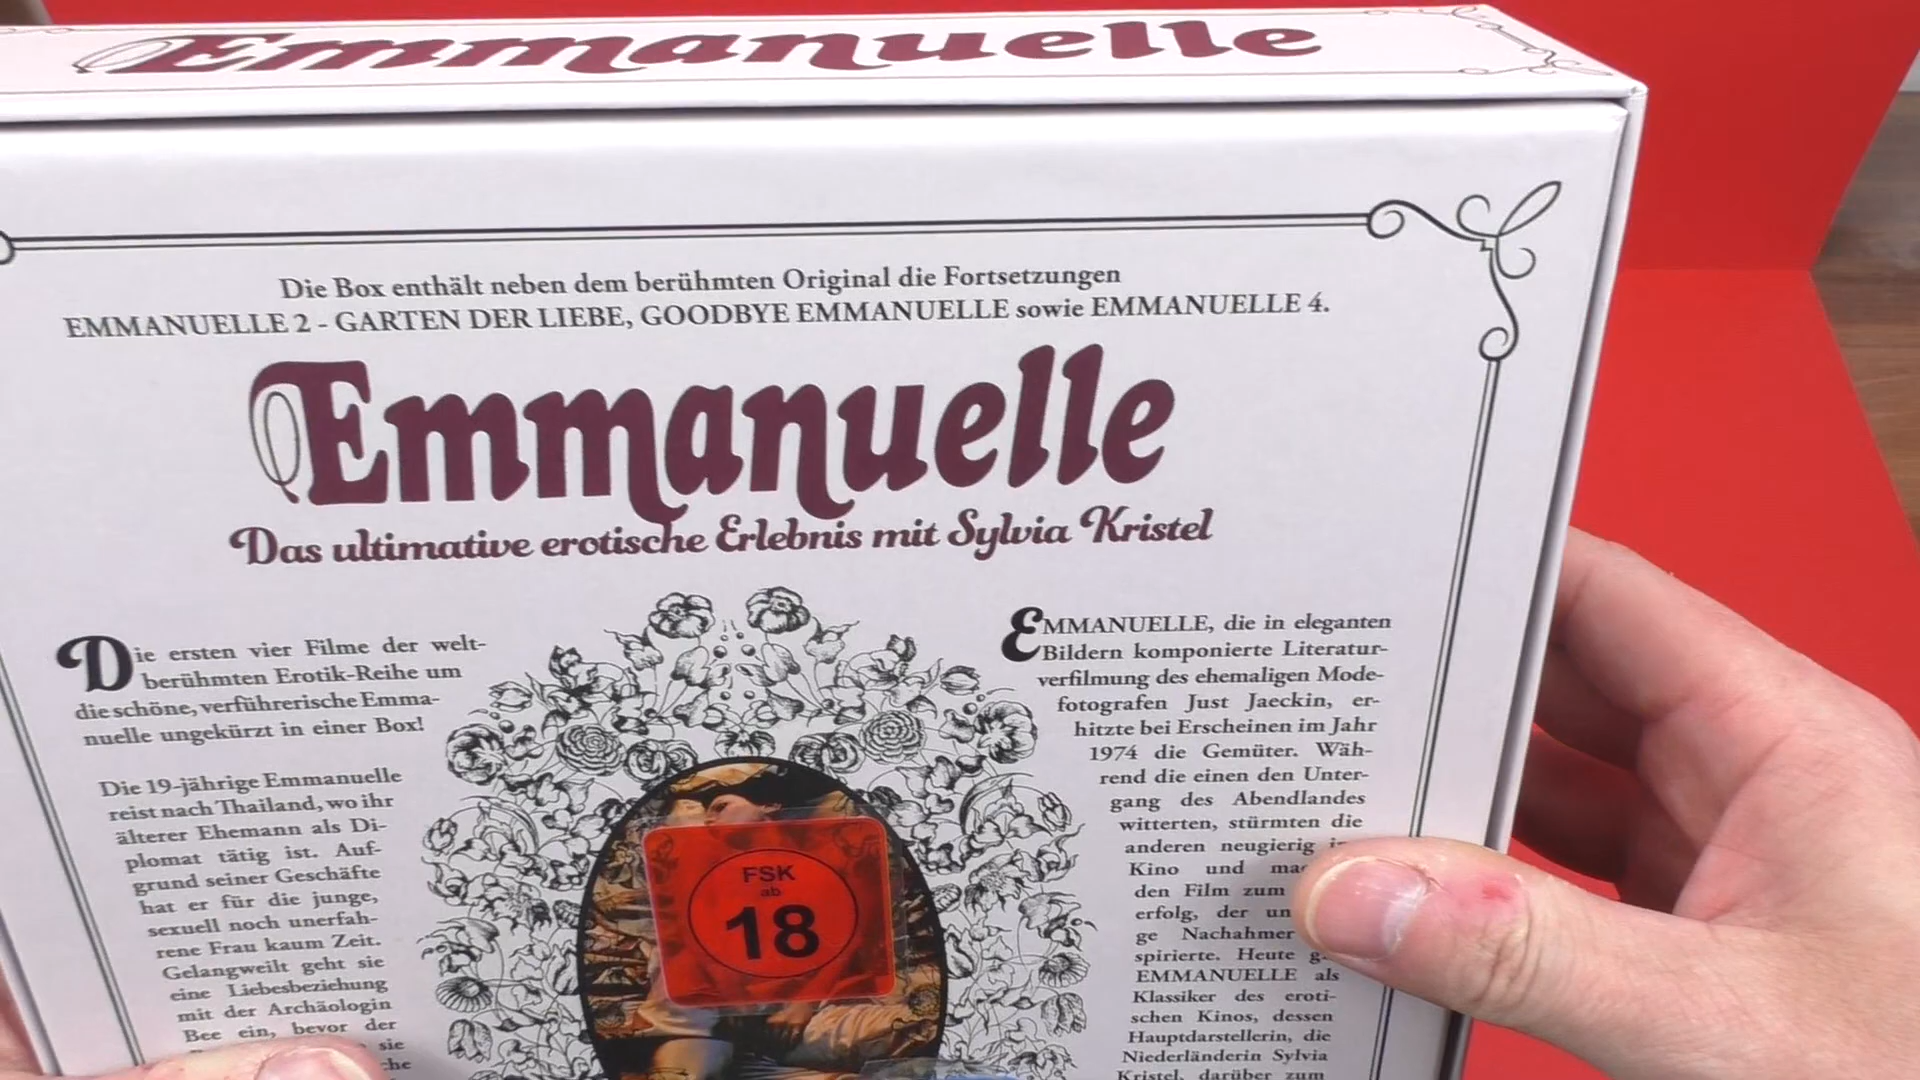 Emmanuelle
Die Box enthält neben dem berühmten Original die Fortsetzungen
EMMANUELLE 2 - GARTEN DER LIEBE, GOODBYE EMMANUELLE sowie EMMANUELLE 4.
Emmanuelle
Das ultimative erotische Erlebnis mit Sylvia Kristel
Die ersten vier Filme der welt-
berühmten Erotik-Reihe um
die schöne, verführerische Emma-
nuelle ungekürzt in einer Box!
Die 19-jährige Emmanuelle
reist nach Thailand, wo ihr
älterer Ehemann als Di-
plomat tätig ist. Auf-
grund seiner Geschäfte
hat er für die junge,
sexuell noch unerfah-
rene Frau kaum Zeit.
Gelangweilt geht sie
eine Liebesbeziehung
mit der Archäologin
Bee ein, bevor der
sie
FSK
ab
18
EMMANUELLE, die in eleganten
Bildern komponierte Literatur-
verfilmung des ehemaligen Mode-
fotografen Just Jaeckin, er-
hitzte bei Erscheinen im Jahr
1974 die Gemüter. Wäh-
rend die einen den Unter-
gang des Abendlandes
witterten, stürmten die
anderen neugierig
Kino und
den Film zum
erfolg, der
ge Nachahmer
spirierte. Heute
EMMANUELLE als
Klassiker des eroti-
schen Kinos, dessen
Hauptdarstellerin, die
Niederländerin Sylvia
Kristel, darüber zum